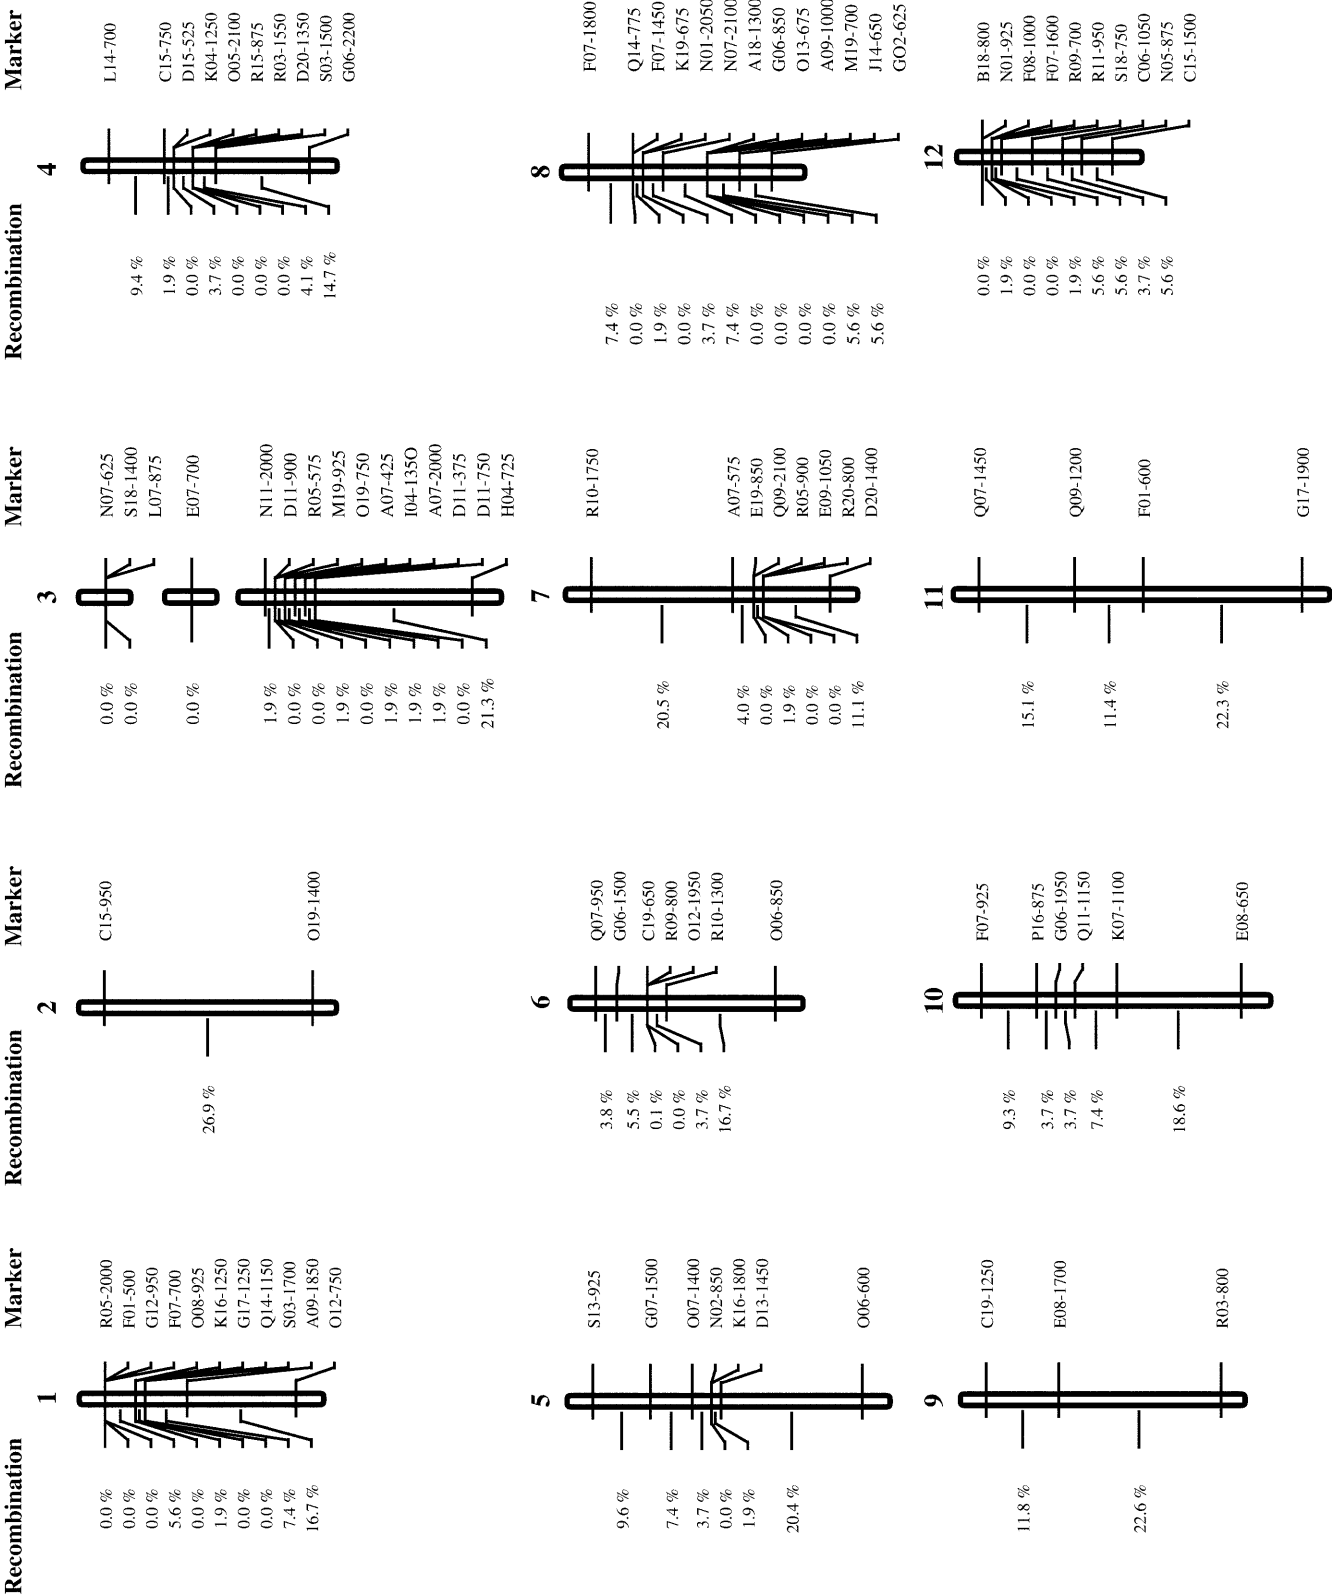 Recombination Marker Recombination Marker Recombination Marker Recombination Marker
1
0.0 %
0.0 %
0.0 %
5.6 %
0.0 %
1.9 %
0.0 %
0.0 %
7.4 %
16.7 %
R05-2000
F01-500
G12-950
F07-700
O08-925
K16-1250
G17-1250
Q14-1150
S03-1700
A09-1850
O12-750
2
26.9 %
C15-950
O19-1400
3
0.0 %
0.0 %
0.0 %
1.9 %
0.0 %
0.0 %
1.9 %
0.0 %
1.9 %
1.9 %
1.9 %
0.0 %
21.3 %
N07-625
S18-1400
L07-875
E07-700
N11-2000
D11-900
R05-575
M19-925
O19-750
A07-425
I04-135O
A07-2000
D11-375
D11-750
H04-725
4
9.4 %
1.9 %
0.0 %
3.7 %
0.0 %
0.0 %
0.0 %
4.1 %
14.7 %
L14-700
C15-750
D15-525
K04-1250
O05-2100
R15-875
R03-1550
D20-1350
S03-1500
G06-2200
5
9.6 %
7.4 %
3.7 %
0.0 %
1.9 %
20.4 %
S13-925
G07-1500
O07-1400
N02-850
K16-1800
D13-1450
O06-600
6
3.8 %
5.5 %
0.1 %
0.0 %
3.7 %
16.7 %
Q07-950
G06-1500
C19-650
R09-800
O12-1950
R10-1300
O06-850
7
20.5 %
4.0 %
0.0 %
1.9 %
0.0 %
0.0 %
11.1 %
R10-1750
A07-575
E19-850
Q09-2100
R05-900
E09-1050
R20-800
D20-1400
8
7.4 %
0.0 %
1.9 %
0.0 %
3.7 %
7.4 %
0.0 %
0.0 %
0.0 %
0.0 %
5.6 %
5.6 %
F07-1800
Q14-775
F07-1450
K19-675
N01-2050
N07-2100
A18-1300
G06-850
O13-675
A09-1000
M19-700
J14-650
GO2-625
9
11.8 %
22.6 %
C19-1250
E08-1700
R03-800
10
9.3 %
3.7 %
3.7 %
7.4 %
18.6 %
F07-925
P16-875
G06-1950
Q11-1150
K07-1100
E08-650
11
15.1 %
11.4 %
22.3 %
Q07-1450
Q09-1200
F01-600
G17-1900
12
0.0 %
1.9 %
0.0 %
0.0 %
1.9 %
5.6 %
5.6 %
3.7 %
5.6 %
B18-800
N01-925
F08-1000
F07-1600
R09-700
R11-950
S18-750
C06-1050
N05-875
C15-1500